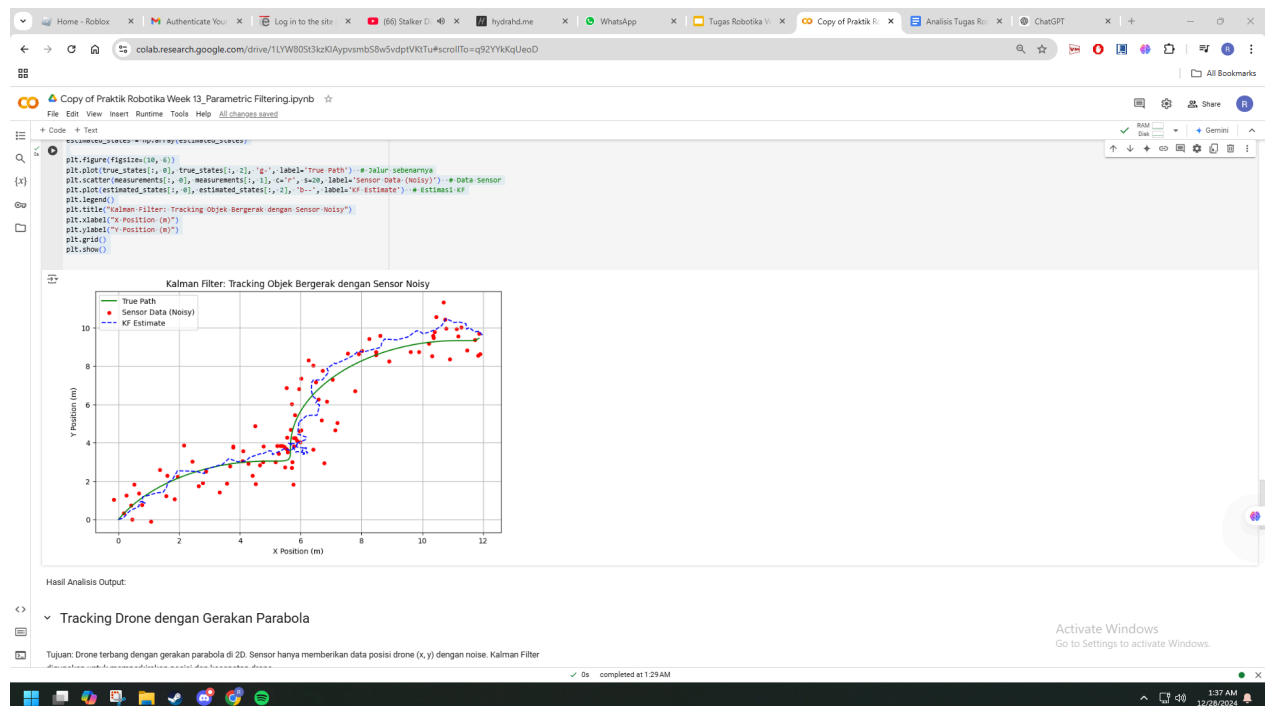 Home - Roblox
Authenticate Your
Log in to the site
(66) Stalker Di
hydrahd.me
WhatsApp
Tugas Robotika W
Copy of Praktik Ro
Analisis Tugas Rob
ChatGPT
colab.research.google.com/drive/1LYW80St3kzKIAypvsmbS8w5vdptVKtTu#scrollTo=q92YYkKqUeoD
All Bookmarks
Copy of Praktik Robotika Week 13_Parametric Filtering.ipynb
File Edit View Insert Runtime Tools Help All changes saved
Share
R
+ Code + Text
RAM
Disk
Gemini
estimated_states = np.array(estimated_states)
plt.figure(figsize=(10, 6))
plt.plot(true_states[:, 0], true_states[:, 2], 'g-', label='True Path') # Jalur sebenarnya
plt.scatter(measurements[:, 0], measurements[:, 1], c='r', s=20, label='Sensor Data (Noisy)') # Data Sensor
plt.plot(estimated_states[:, 0], estimated_states[:, 2], 'b--', label='KF Estimate') # Estimasi KF
plt.legend()
plt.title("Kalman Filter: Tracking Objek Bergerak dengan Sensor Noisy")
plt.xlabel("X Position (m)")
plt.ylabel("Y Position (m)")
plt.grid()
plt.show()
Kalman Filter: Tracking Objek Bergerak dengan Sensor Noisy
True Path
Sensor Data (Noisy)
KF Estimate
10
8
6
4
2
0
Y Position (m)
0 2 4 6 8 10 12
X Position (m)
Hasil Analisis Output:
Tracking Drone dengan Gerakan Parabola
Tujuan: Drone terbang dengan gerakan parabola di 2D. Sensor hanya memberikan data posisi drone (x, y) dengan noise. Kalman Filter
Activate Windows
Go to Settings to activate Windows.
0s completed at 1:29 AM
1:37 AM
12/28/2024